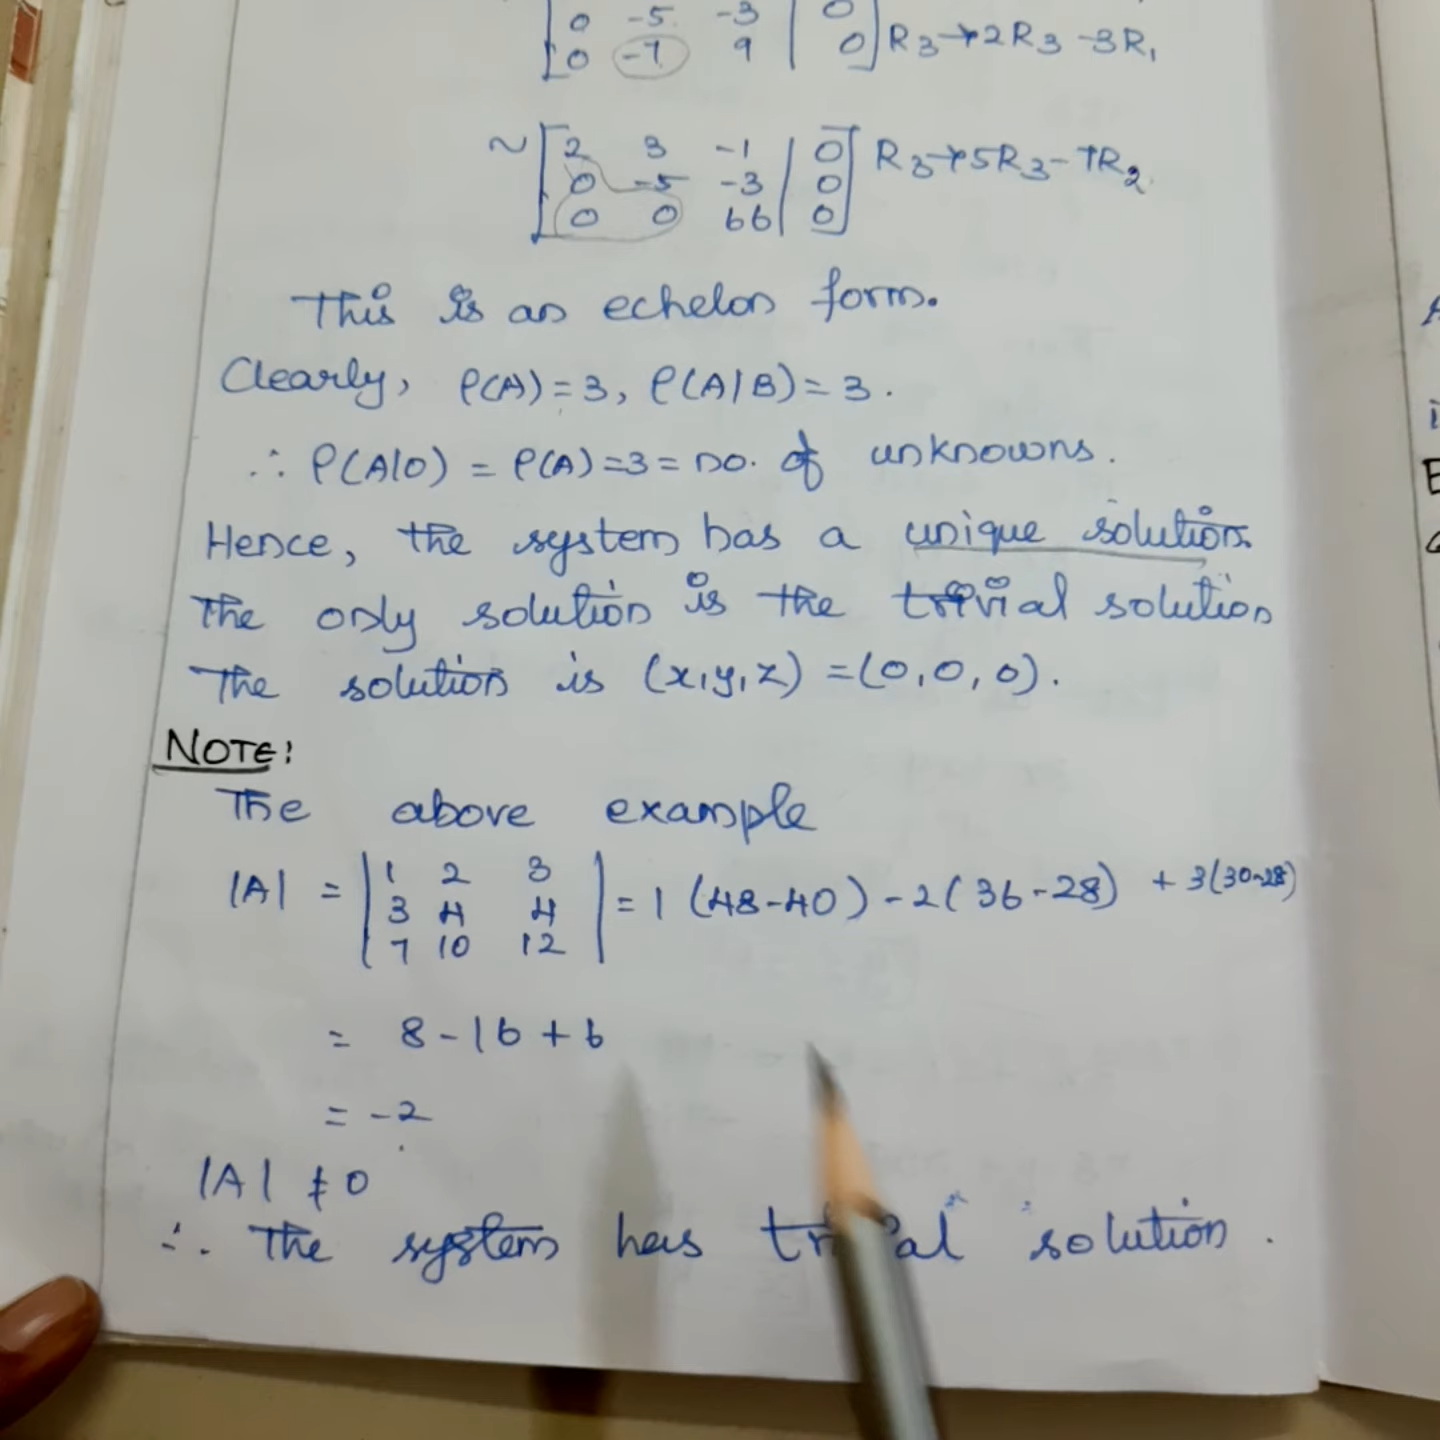 0 -5 -3 | 0
0 -7 9 | 0 R3→2R3-3R1
~ 2 3 -1 | 0 R3→5R3-7R2
0 -5 -3 | 0
0 0 66 | 0
This is an echelon form.
Clearly, ρ(A)=3, ρ(A/B)=3.
∴ ρ(A/0) = ρ(A)=3= no. of unknowns.
Hence, the system has a unique solution.
The only solution is the trivial solution
The solution is (x,y,z) =(0,0,0).
NOTE:
The above example
|A| = | 1 2 3 | = 1 (48-40) - 2(36-28) + 3(30-28)
3 4 4
7 10 12
= 8-16+6
= -2
|A| ≠ 0
∴ The system has solution.